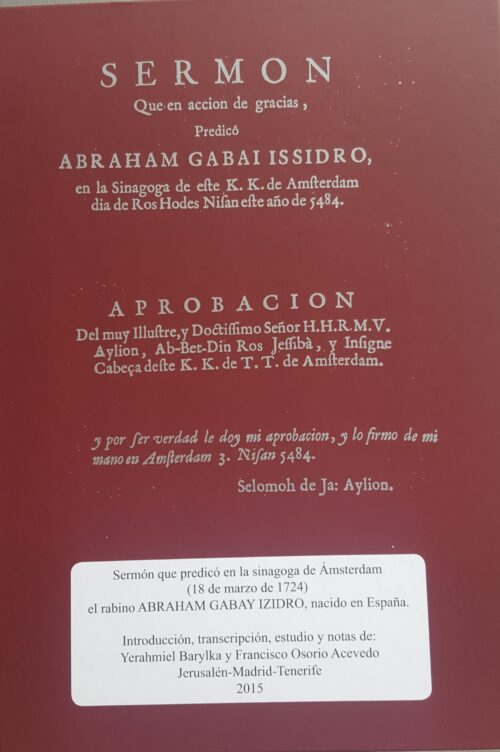 SERMON
Que en accion de gracias,
Predicó
ABRAHAM GABAI ISSIDRO,
en la Sinagoga de eſte K. K. de Amſterdam
dia de Ros Hodes Niſan eſte año de 5484.
APROBACION
Del muy Illuſtre, y Doctiſſimo Señor H.H.R.M.V.
Aylion, Ab-Bet-Din Ros Jeſſibà, y Inſigne
Cabeça deſte K. K. de T. T. de Amſterdam.
y por ſer verdad le doy mi aprobacion, y lo firmo de mi
mano en Amſterdam 3. Niſan 5484.
Selomoh de Ja: Aylion.
Sermón que predicó en la sinagoga de Ámsterdam
(18 de marzo de 1724)
el rabino ABRAHAM GABAY IZIDRO, nacido en España.
Introducción, transcripción, estudio y notas de:
Yerahmiel Barylka y Francisco Osorio Acevedo
Jerusalén-Madrid-Tenerife
2015